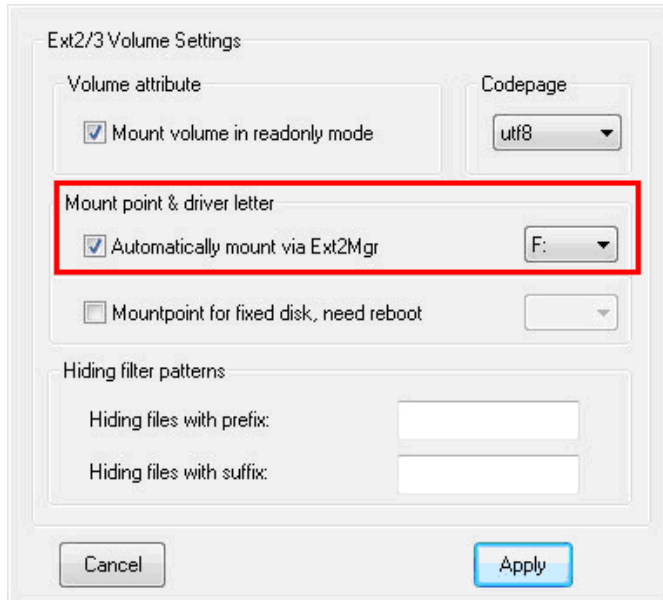 Ext2/3 Volume Settings
Volume attribute
Codepage
Mount volume in readonly mode
utf8
Mount point & driver letter
Automatically mount via Ext2Mgr
F:
Mountpoint for fixed disk, need reboot
Hiding filter patterns
Hiding files with prefix:
Hiding files with suffix:
Cancel
Apply